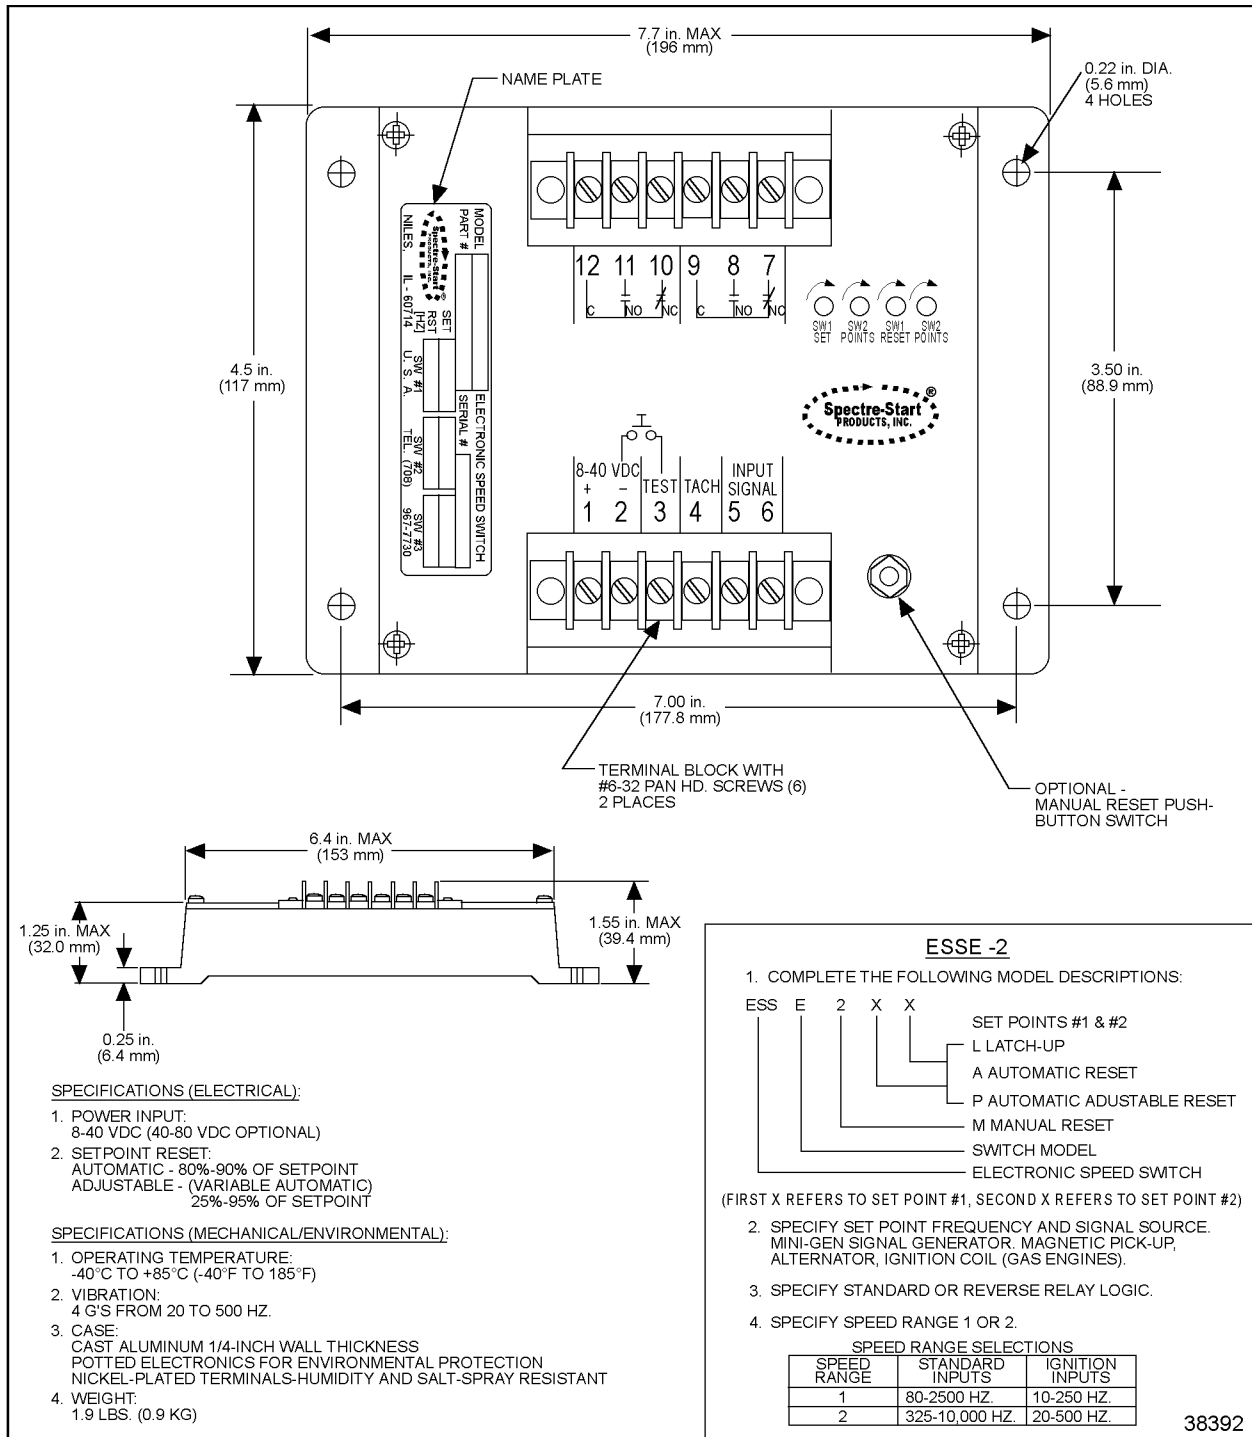 7.7 in. MAX
(196 mm)
NAME PLATE
0.22 in. DIA.
(5.6 mm)
4 HOLES
MODEL
PART #
Spectre-Start
PRODUCTS, INC.
®
NILES, IL - 60714 U. S. A. TEL. (708) 967-7730
SET
RST
[HZ]
SW #1
SW #2
SW #3
ELECTRONIC SPEED SWITCH
SERIAL #
12 11 10 9 8 7
C NO NC C NO NC
SW1 SW2 SW1 SW2
SET POINTS RESET POINTS
4.5 in.
(117 mm)
3.50 in.
(88.9 mm)
Spectre-Start
PRODUCTS, INC.
®
8-40 VDC
+ –
TEST TACH
INPUT
SIGNAL
1 2 3 4 5 6
7.00 in.
(177.8 mm)
TERMINAL BLOCK WITH
#6-32 PAN HD. SCREWS (6)
2 PLACES
OPTIONAL -
MANUAL RESET PUSH-
BUTTON SWITCH
6.4 in. MAX
(153 mm)
1.25 in. MAX
(32.0 mm)
1.55 in. MAX
(39.4 mm)
0.25 in.
(6.4 mm)
SPECIFICATIONS (ELECTRICAL):
1. POWER INPUT:
8-40 VDC (40-80 VDC OPTIONAL)
2. SETPOINT RESET:
AUTOMATIC - 80%-90% OF SETPOINT
ADJUSTABLE - (VARIABLE AUTOMATIC)
25%-95% OF SETPOINT
SPECIFICATIONS (MECHANICAL/ENVIRONMENTAL):
1. OPERATING TEMPERATURE:
-40°C TO +85°C (-40°F TO 185°F)
2. VIBRATION:
4 G'S FROM 20 TO 500 HZ.
3. CASE:
CAST ALUMINUM 1/4-INCH WALL THICKNESS
POTTED ELECTRONICS FOR ENVIRONMENTAL PROTECTION
NICKEL-PLATED TERMINALS-HUMIDITY AND SALT-SPRAY RESISTANT
4. WEIGHT:
1.9 LBS. (0.9 KG)
ESSE -2
1. COMPLETE THE FOLLOWING MODEL DESCRIPTIONS:
ESS E 2 X X
SET POINTS #1 & #2
L LATCH-UP
A AUTOMATIC RESET
P AUTOMATIC ADUSTABLE RESET
M MANUAL RESET
SWITCH MODEL
ELECTRONIC SPEED SWITCH
(FIRST X REFERS TO SET POINT #1, SECOND X REFERS TO SET POINT #2)
2. SPECIFY SET POINT FREQUENCY AND SIGNAL SOURCE.
MINI-GEN SIGNAL GENERATOR. MAGNETIC PICK-UP,
ALTERNATOR, IGNITION COIL (GAS ENGINES).
3. SPECIFY STANDARD OR REVERSE RELAY LOGIC.
4. SPECIFY SPEED RANGE 1 OR 2.
SPEED RANGE SELECTIONS
SPEED RANGE STANDARD INPUTS IGNITION INPUTS
1 80-2500 HZ. 10-250 HZ.
2 325-10,000 HZ. 20-500 HZ.
38392